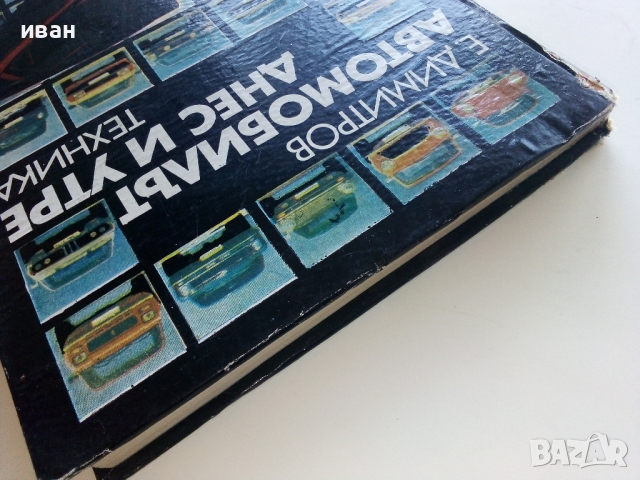 иван
Е. ДИМИТРОВ
АВТОМОБИЛЪТ
ДНЕС И УТРЕ
ТЕХНИКА
BAZAR